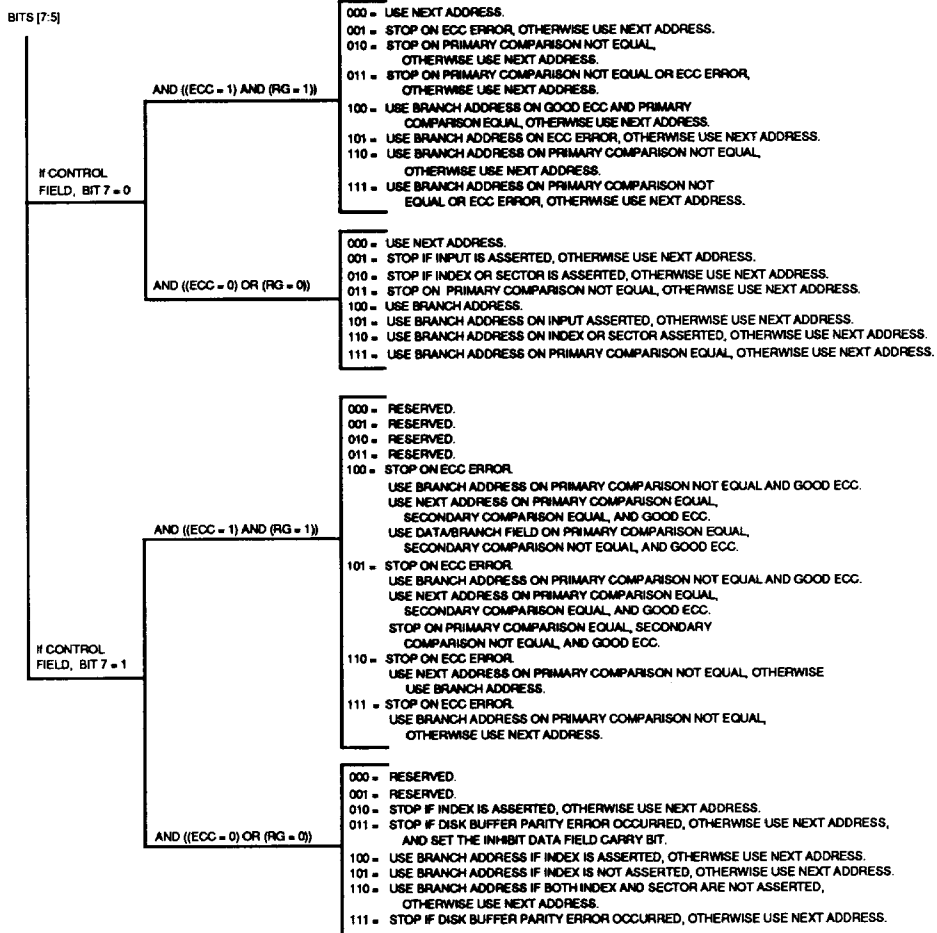 BITS [7:5]
000 = USE NEXT ADDRESS.
001 = STOP ON ECC ERROR, OTHERWISE USE NEXT ADDRESS.
010 = STOP ON PRIMARY COMPARISON NOT EQUAL,
OTHERWISE USE NEXT ADDRESS.
011 = STOP ON PRIMARY COMPARISON NOT EQUAL OR ECC ERROR,
OTHERWISE USE NEXT ADDRESS.
AND ((ECC = 1) AND (RG = 1))
100 = USE BRANCH ADDRESS ON GOOD ECC AND PRIMARY
COMPARISON EQUAL, OTHERWISE USE NEXT ADDRESS.
101 = USE BRANCH ADDRESS ON ECC ERROR, OTHERWISE USE NEXT ADDRESS.
110 = USE BRANCH ADDRESS ON PRIMARY COMPARISON NOT EQUAL,
OTHERWISE USE NEXT ADDRESS.
111 = USE BRANCH ADDRESS ON PRIMARY COMPARISON NOT
EQUAL OR ECC ERROR, OTHERWISE USE NEXT ADDRESS.
If CONTROL
FIELD, BIT 7 = 0
000 = USE NEXT ADDRESS.
001 = STOP IF INPUT IS ASSERTED, OTHERWISE USE NEXT ADDRESS.
010 = STOP IF INDEX OR SECTOR IS ASSERTED, OTHERWISE USE NEXT ADDRESS.
AND ((ECC = 0) OR (RG = 0))
011 = STOP ON PRIMARY COMPARISON NOT EQUAL, OTHERWISE USE NEXT ADDRESS.
100 = USE BRANCH ADDRESS.
101 = USE BRANCH ADDRESS ON INPUT ASSERTED, OTHERWISE USE NEXT ADDRESS.
110 = USE BRANCH ADDRESS ON INDEX OR SECTOR ASSERTED, OTHERWISE USE NEXT ADDRESS.
111 = USE BRANCH ADDRESS ON PRIMARY COMPARISON EQUAL, OTHERWISE USE NEXT ADDRESS.
000 = RESERVED.
001 = RESERVED.
010 = RESERVED.
011 = RESERVED.
100 = STOP ON ECC ERROR.
USE BRANCH ADDRESS ON PRIMARY COMPARISON NOT EQUAL AND GOOD ECC.
USE NEXT ADDRESS ON PRIMARY COMPARISON EQUAL,
SECONDARY COMPARISON EQUAL, AND GOOD ECC.
AND ((ECC = 1) AND (RG = 1))
USE DATA/BRANCH FIELD ON PRIMARY COMPARISON EQUAL,
SECONDARY COMPARISON NOT EQUAL, AND GOOD ECC.
101 = STOP ON ECC ERROR.
USE BRANCH ADDRESS ON PRIMARY COMPARISON NOT EQUAL AND GOOD ECC.
USE NEXT ADDRESS ON PRIMARY COMPARISON EQUAL,
SECONDARY COMPARISON EQUAL, AND GOOD ECC.
STOP ON PRIMARY COMPARISON EQUAL, SECONDARY
COMPARISON NOT EQUAL, AND GOOD ECC.
If CONTROL
FIELD, BIT 7 = 1
110 = STOP ON ECC ERROR.
USE NEXT ADDRESS ON PRIMARY COMPARISON NOT EQUAL, OTHERWISE
USE BRANCH ADDRESS.
111 = STOP ON ECC ERROR.
USE BRANCH ADDRESS ON PRIMARY COMPARISON NOT EQUAL,
OTHERWISE USE NEXT ADDRESS.
000 = RESERVED.
001 = RESERVED.
010 = STOP IF INDEX IS ASSERTED, OTHERWISE USE NEXT ADDRESS.
011 = STOP IF DISK BUFFER PARITY ERROR OCCURRED, OTHERWISE USE NEXT ADDRESS,
AND ((ECC = 0) OR (RG = 0))
AND SET THE INHIBIT DATA FIELD CARRY BIT.
100 = USE BRANCH ADDRESS IF INDEX IS ASSERTED, OTHERWISE USE NEXT ADDRESS.
101 = USE BRANCH ADDRESS IF INDEX IS NOT ASSERTED, OTHERWISE USE NEXT ADDRESS.
110 = USE BRANCH ADDRESS IF BOTH INDEX AND SECTOR ARE NOT ASSERTED,
OTHERWISE USE NEXT ADDRESS.
111 = STOP IF DISK BUFFER PARITY ERROR OCCURRED, OTHERWISE USE NEXT ADDRESS.